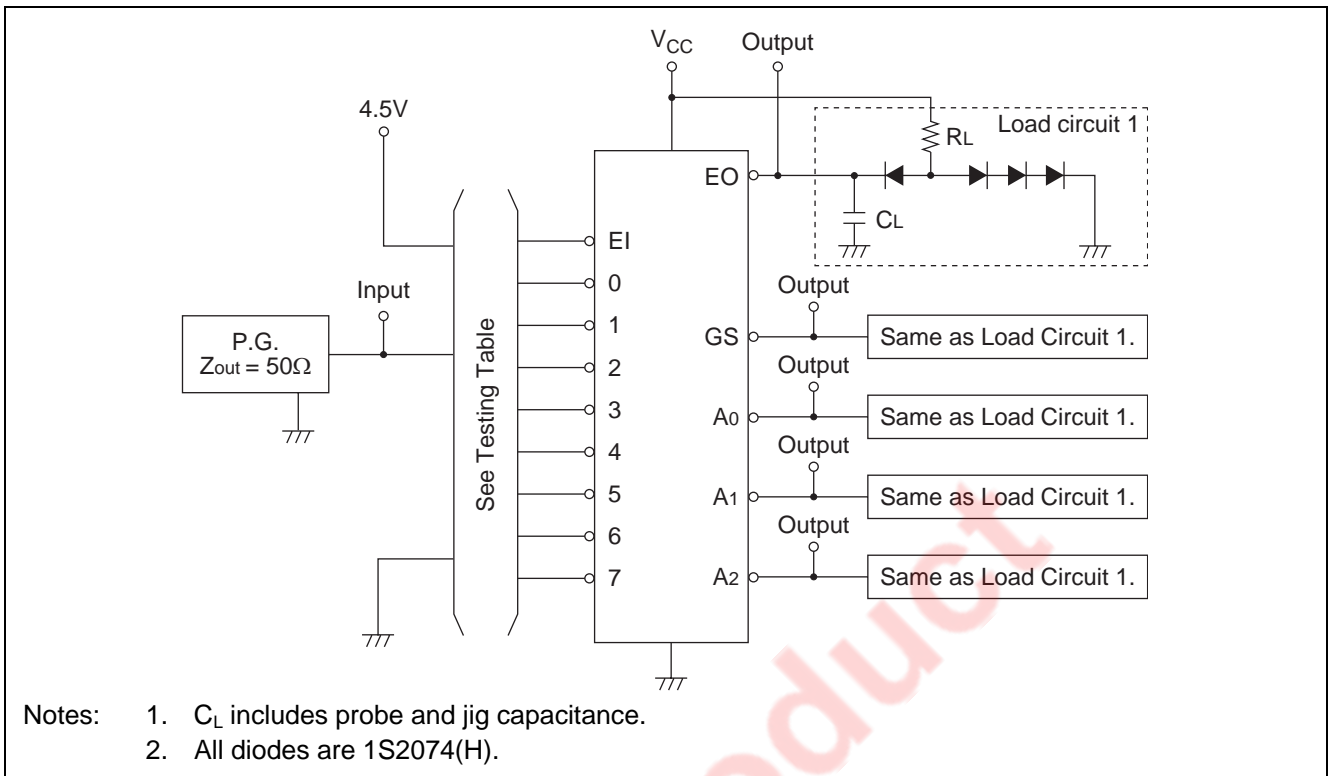 VCC
Output
4.5V
Load circuit 1
RL
EO
CL
EI
Input
0
Output
P.G.
Zout = 50Ω
See Testing Table
1
GS
Same as Load Circuit 1.
2
Output
3
A0
Same as Load Circuit 1.
4
Output
5
A1
Same as Load Circuit 1.
6
Output
7
A2
Same as Load Circuit 1.
Notes: 1. CL includes probe and jig capacitance.
2. All diodes are 1S2074(H).